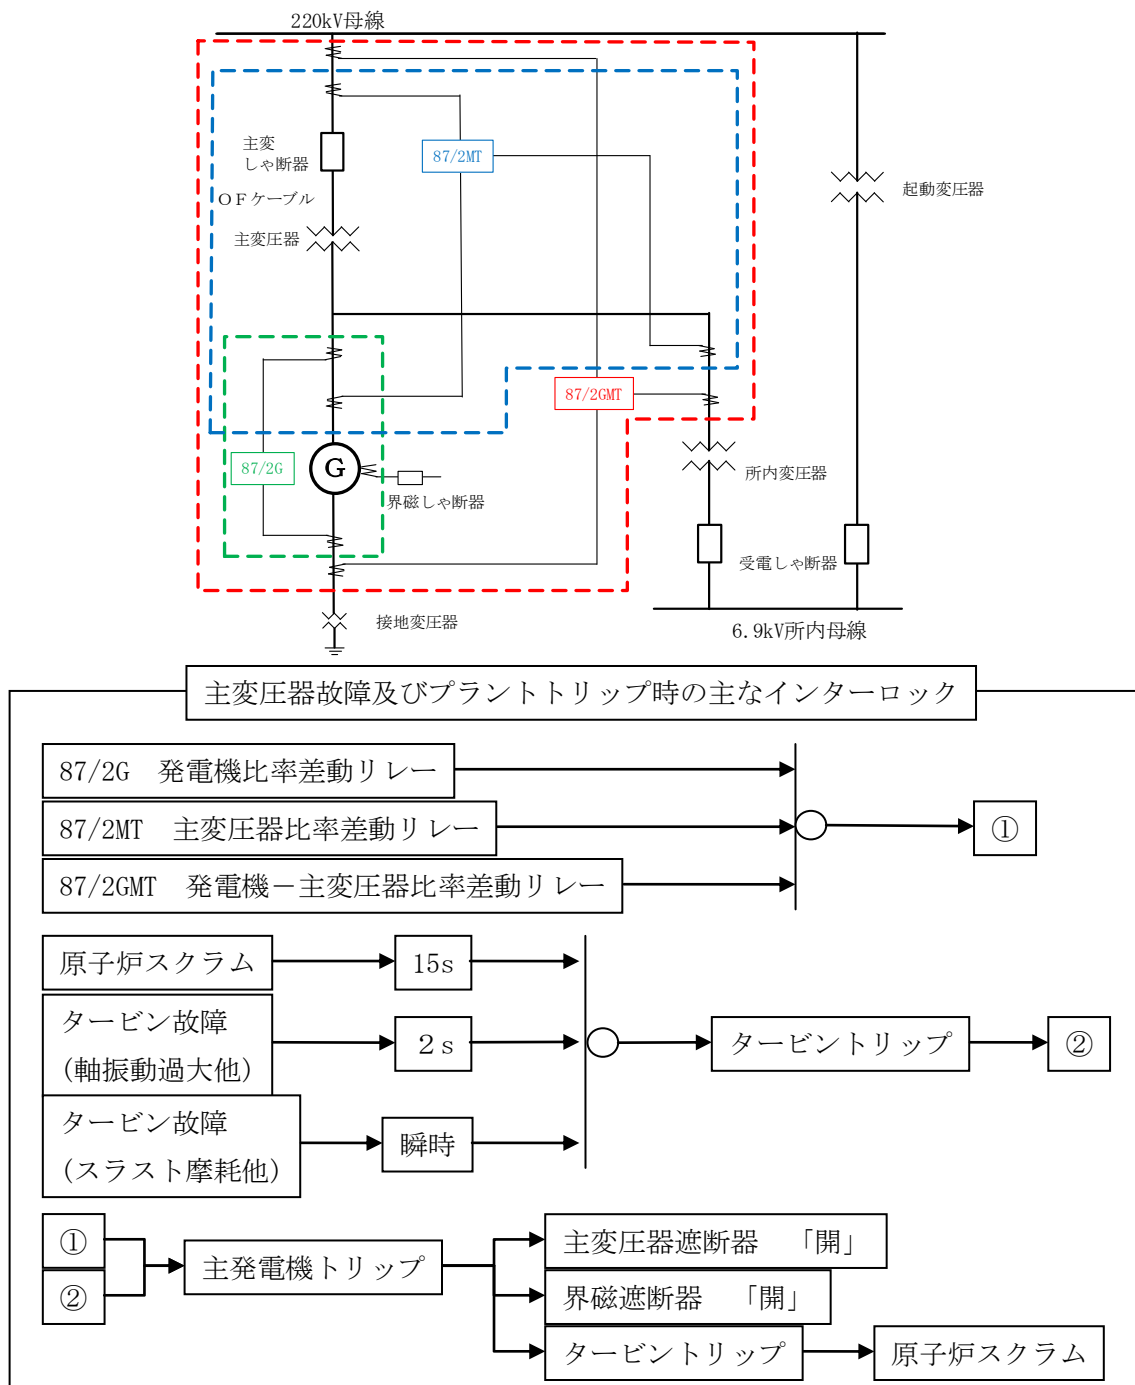 220kV母線
主変
しゃ断器
87/2MT
OFケーブル
起動変圧器
主変圧器
87/2GMT
87/2G
G
界磁しゃ断器
所内変圧器
受電しゃ断器
接地変圧器
6.9kV所内母線
主変圧器故障及びプラントトリップ時の主なインターロック
87/2G 発電機比率差動リレー
87/2MT 主変圧器比率差動リレー
①
87/2GMT 発電機-主変圧器比率差動リレー
原子炉スクラム
15s
タービン故障
(軸振動過大他)
2s
タービントリップ
②
タービン故障
(スラスト摩耗他)
瞬時
①
②
主発電機トリップ
主変圧器遮断器 「開」
界磁遮断器 「開」
タービントリップ
原子炉スクラム